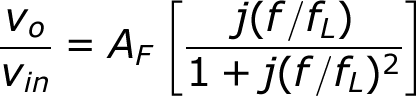 v_o/v_in = A_F [ j(f/f_L) / 1 + j(f/f_L)^2 ]